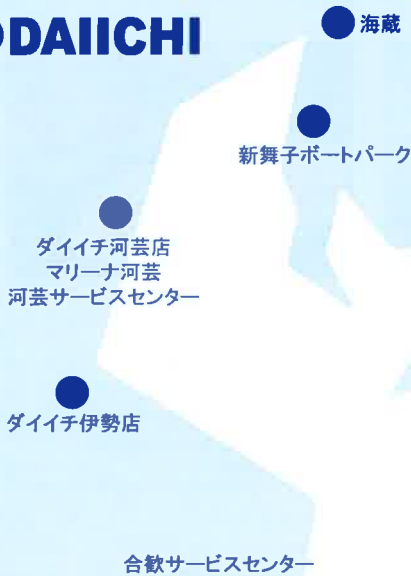 DAIICHI
海蔵
新舞子ボートパーク
ダイイチ河芸店
マリーナ河芸
河芸サービスセンター
ダイイチ伊勢店
合歓サービスセンター